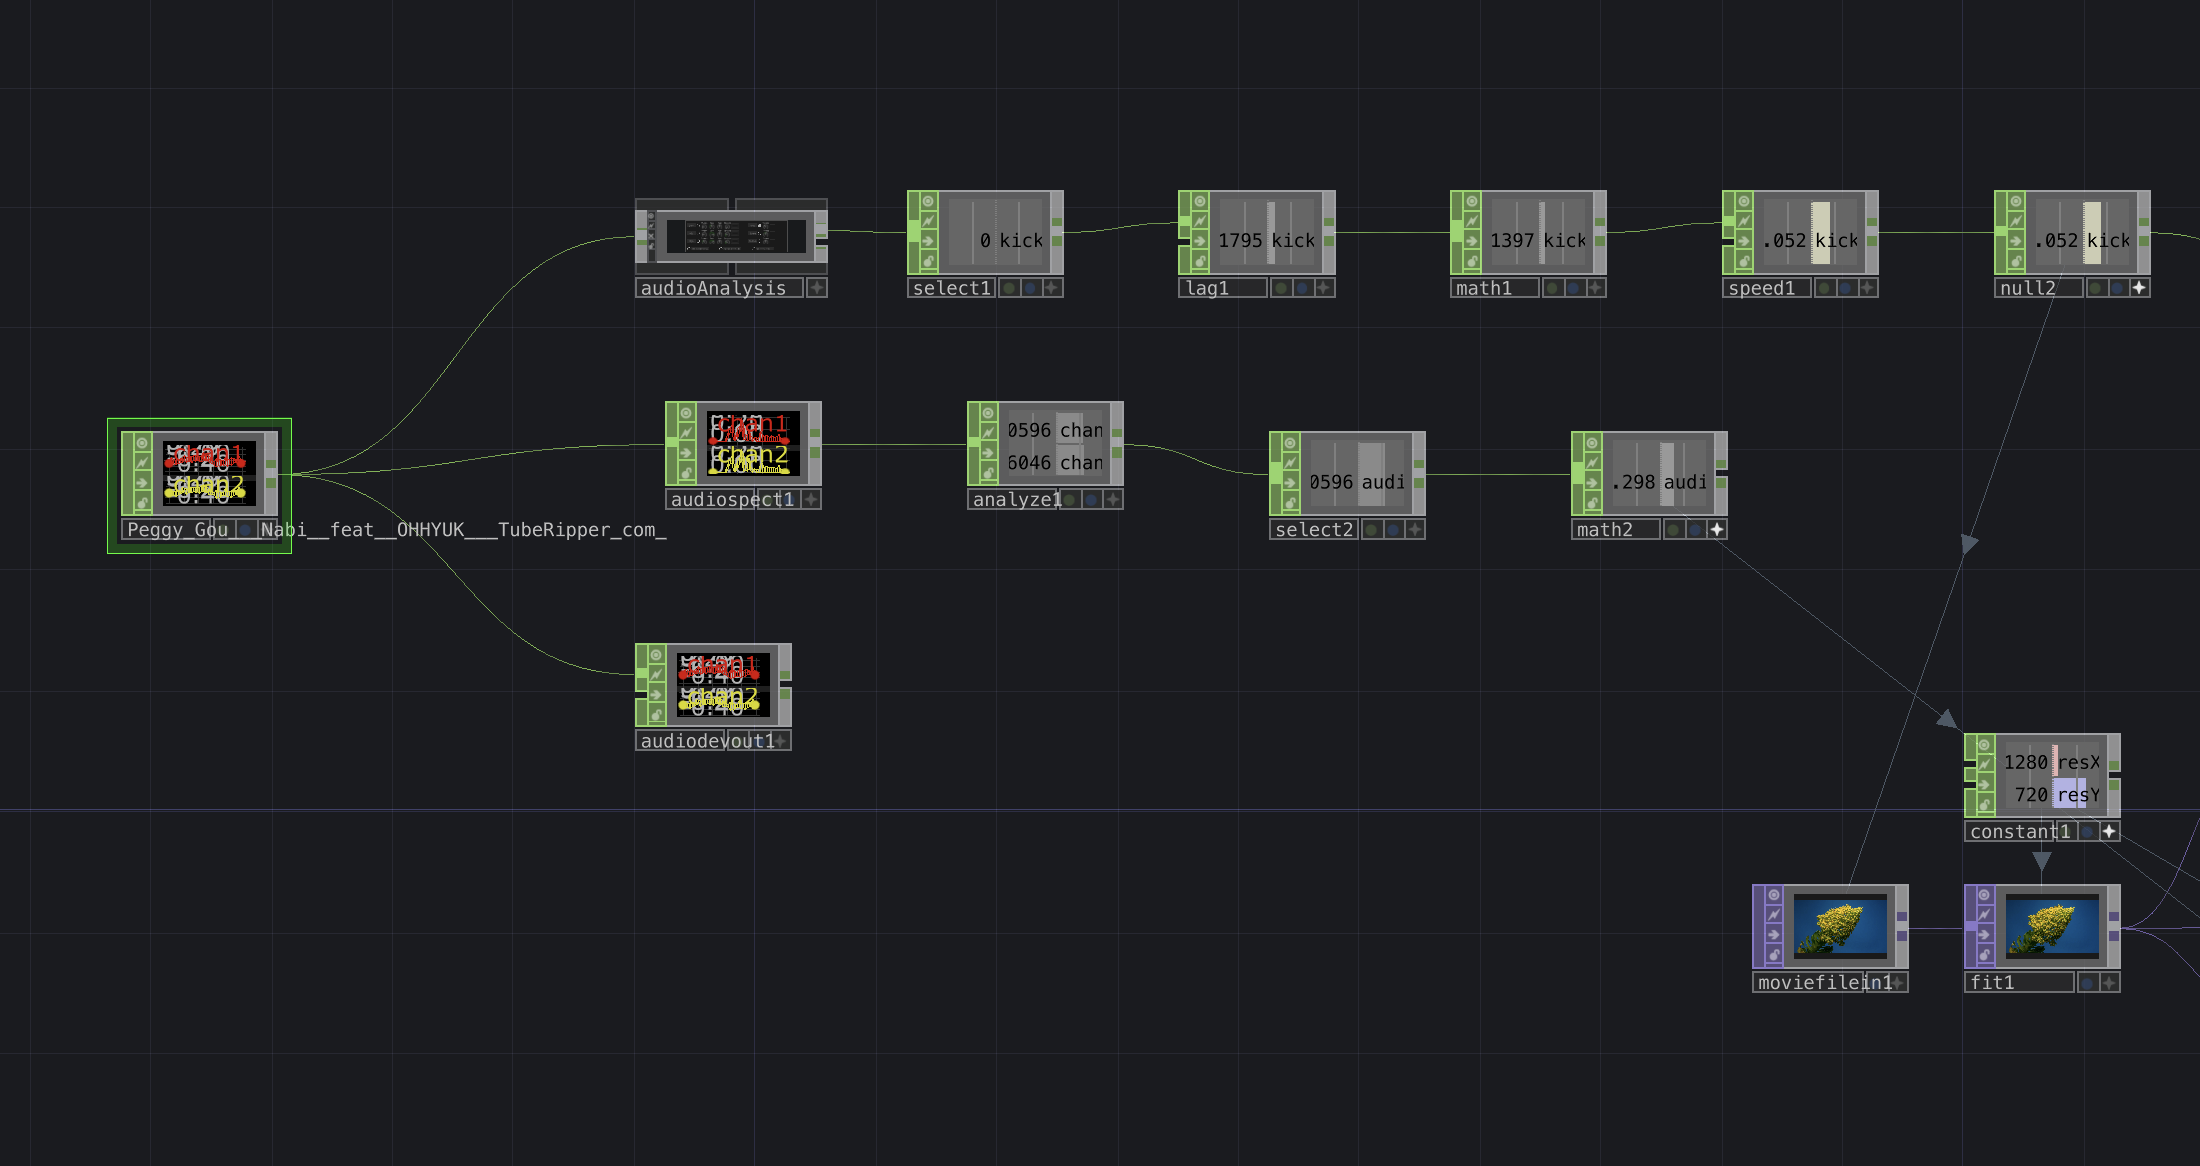 0 kick
1795 kick
1397 kick
.052 kick
.052 kick
audioAnalysis
select1
lag1
math1
speed1
null2
chan1
chan2
0596 chan
6046 chan
audiospect1
analyze1
chan1
chan2
0596 audi
.298 audi
Peggy_Gou___Nabi__feat__OHHYUK___TubeRipper_com_
select2
math2
chan1
chan2
audiodevout1
1280 resX
720 resY
constant1
moviefilein1
fit1